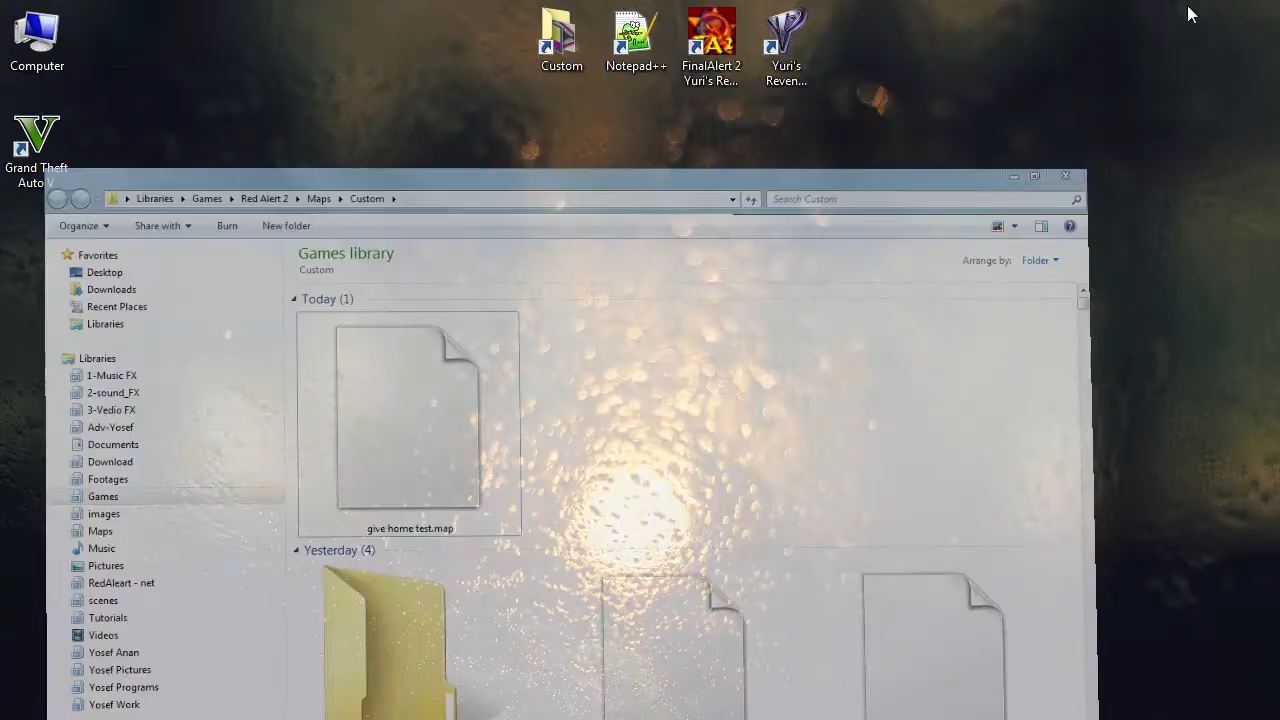 Computer
Custom
Notepad++
FinalAlert 2
Yuri's Re...
Yuri's
Reven...
Grand Theft
Auto V
Libraries
Games
Red Alert 2
Maps
Custom
Search Custom
Organize
Share with
Burn
New folder
Games library
Custom
Arrange by:
Folder
Favorites
Desktop
Downloads
Recent Places
Libraries
Libraries
1-Music FX
2-sound_FX
3-Vedio FX
Adv-Yosef
Documents
Download
Footages
Games
images
Maps
Music
Pictures
RedAleart - net
scenes
Tutorials
Videos
Yosef Anan
Yosef Pictures
Yosef Programs
Yosef Work
Today (1)
give home test.map
Yesterday (4)